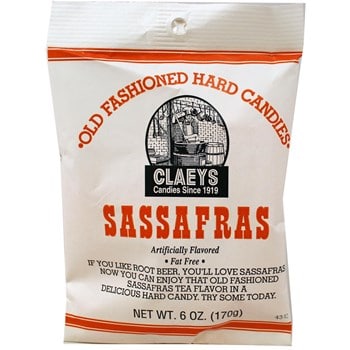 •OLD FASHIONED HARD CANDIES•
CLAEYS
Candies Since 1919
SASSAFRAS
Artificially Flavored
• Fat Free •
IF YOU LIKE ROOT BEER, YOU'LL LOVE SASSAFRAS
NOW YOU CAN ENJOY THAT OLD FASHIONED
SASSAFRAS TEA FLAVOR IN A
DELICIOUS HARD CANDY. TRY SOME TODAY.
NET WT. 6 OZ. (170g)